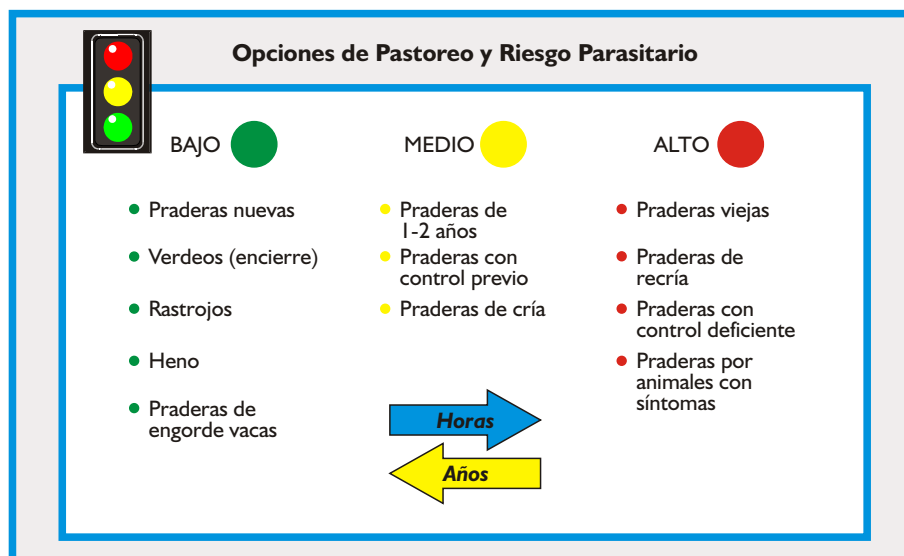 Opciones de Pastoreo y Riesgo Parasitario
BAJO
Praderas nuevas
Verdeos (encierre)
Rastrojos
Heno
Praderas de
engorde vacas
MEDIO
Praderas de
1-2 años
Praderas con
control previo
Praderas de cría
ALTO
Praderas viejas
Praderas de
recría
Praderas con
control deficiente
Praderas por
animales con
síntomas
Horas
Años